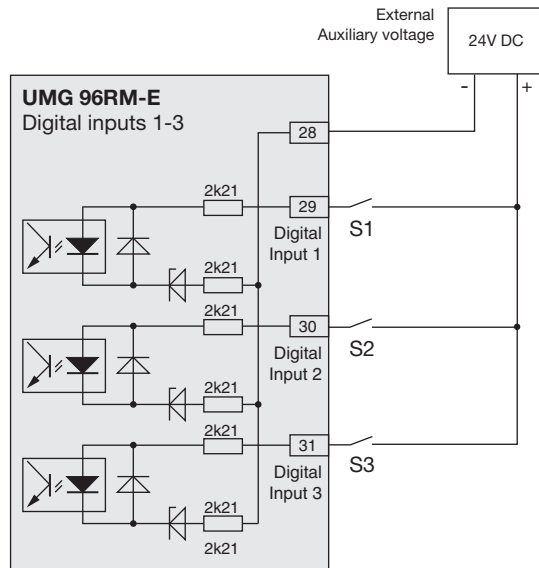 External
Auxiliary voltage
24V DC
- +
UMG 96RM-E
Digital inputs 1-3
28
2k21
29
S1
Digital
Input 1
2k21
2k21
30
S2
Digital
Input 2
2k21
2k21
31
S3
Digital
Input 3
2k21
2k21